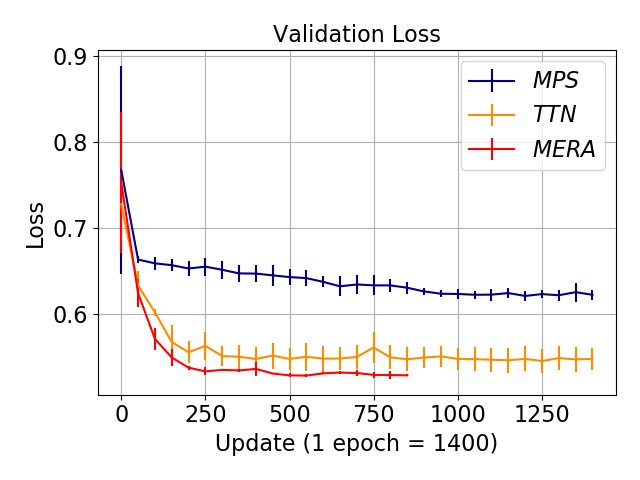 Validation Loss
0.9
0.8
0.7
0.6
Loss
MPS
TTN
MERA
0 250 500 750 1000 1250
Update (1 epoch = 1400)